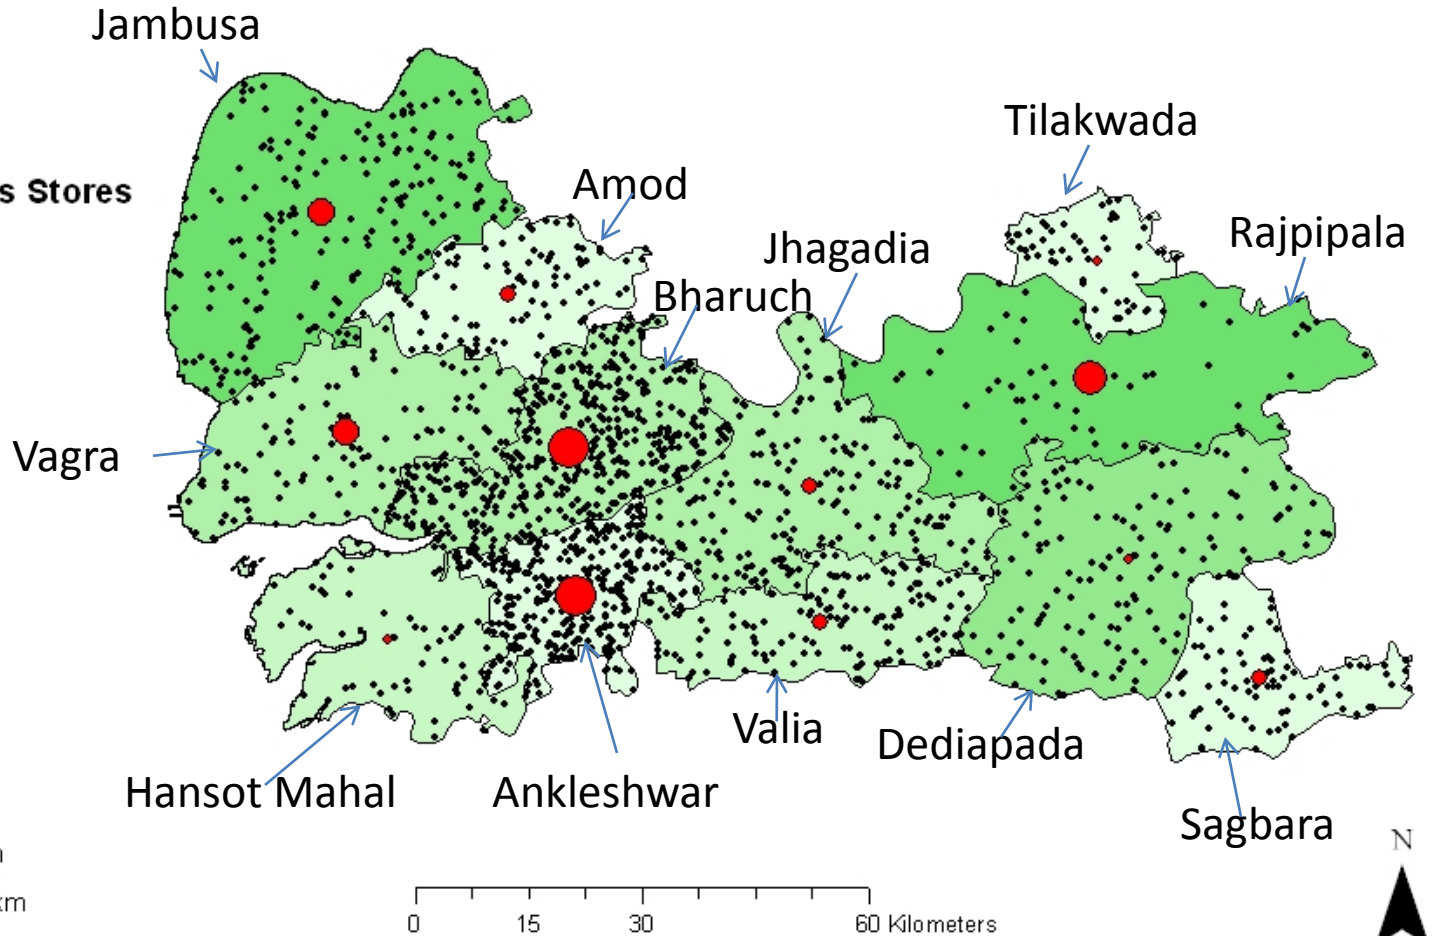 Jambusa
Tilakwada
s Stores
Amod
Rajpipala
Jhagadia
Bharuch
Vagra
Valia
Dediapada
Hansot Mahal
Ankleshwar
Sagbara
N
km
0 15 30 60 Kilometers